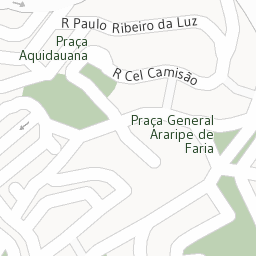 R Paulo Ribeiro da Luz
Praça
Aquidauana
R Cel Camisão
Praça General
Araripe de
Faria